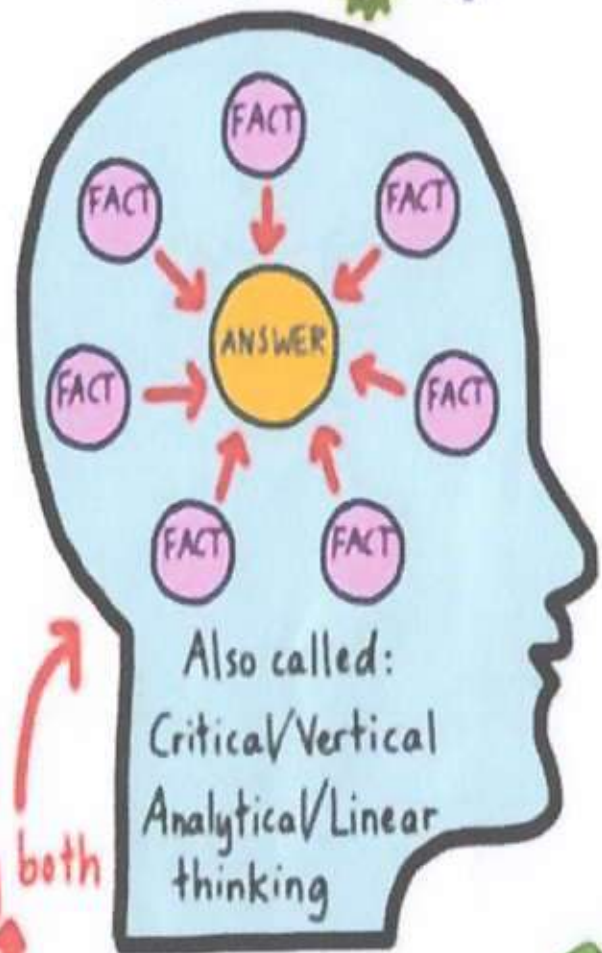 FACT
FACT
FACT
ANSWER
FACT
FACT
FACT
FACT
Also called:
Critical/Vertical
Analytical/Linear
thinking
both